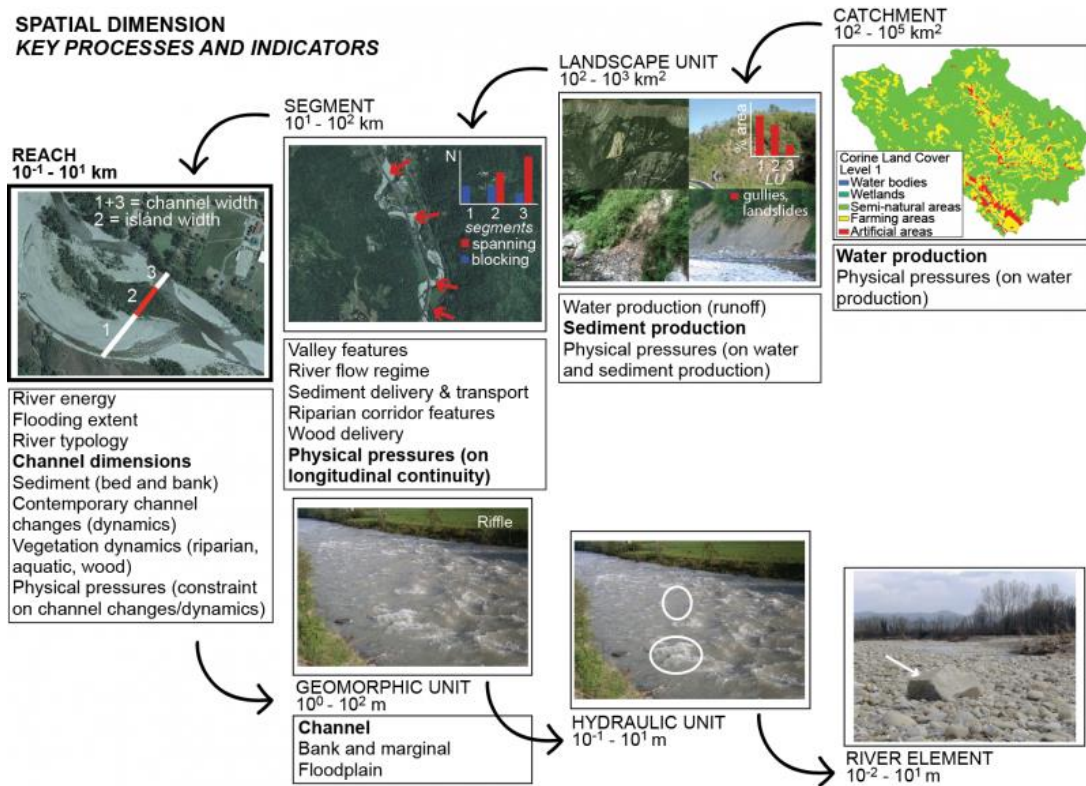 SPATIAL DIMENSION
KEY PROCESSES AND INDICATORS
CATCHMENT
10² - 10⁵ km²
Corine Land Cover
Level 1
Water bodies
Wetlands
Semi-natural areas
Farming areas
Artificial areas
Water production
Physical pressures (on water
production)
LANDSCAPE UNIT
10² - 10³ km²
% area
1 2 3
LU
gullies,
landslides
Water production (runoff)
Sediment production
Physical pressures (on water
and sediment production)
SEGMENT
10¹ - 10² km
N
1 2 3
segments
spanning
blocking
Valley features
River flow regime
Sediment delivery & transport
Riparian corridor features
Wood delivery
Physical pressures (on
longitudinal continuity)
REACH
10⁻¹ - 10¹ km
1+3 = channel width
2 = island width
3
2
1
River energy
Flooding extent
River typology
Channel dimensions
Sediment (bed and bank)
Contemporary channel
changes (dynamics)
Vegetation dynamics (riparian,
aquatic, wood)
Physical pressures (constraint
on channel changes/dynamics)
Riffle
GEOMORPHIC UNIT
10⁰ - 10² m
Channel
Bank and marginal
Floodplain
HYDRAULIC UNIT
10⁻¹ - 10¹ m
RIVER ELEMENT
10⁻² - 10¹ m